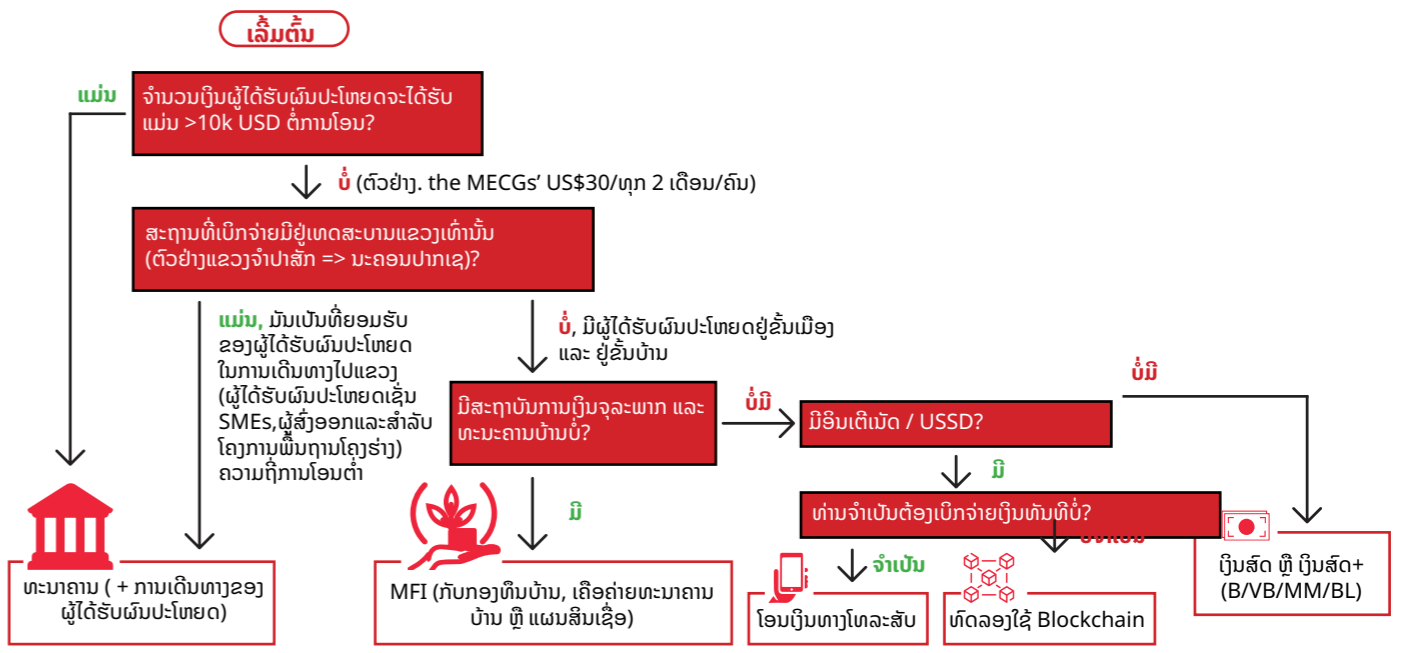 ເລີ້ມຕົ້ນ
ແມ່ນ
ຈຳນວນເງິນຜູ້ໄດ້ຮັບຜົນປະໂຫຍດຈະໄດ້ຮັບ
ແມ່ນ >10k USD ຕໍ່ການໂອນ?
ບໍ່ (ຕົວຢ່າງ. the MECGs’ US$30/ທຸກ 2 ເດືອນ/ຄົນ)
ສະຖານທີ່ເບິກຈ່າຍມີຢູ່ເທດສະບານແຂວງເທົ່ານັ້ນ
(ຕົວຢ່າງແຂວງຈຳປາສັກ => ນະຄອນປາກເຊ)?
ແມ່ນ, ມັນເປັນທີ່ຍອມຮັບ
ຂອງຜູ້ໄດ້ຮັບຜົນປະໂຫຍດ
ໃນການເດີນທາງໄປແຂວງ
(ຜູ້ໄດ້ຮັບຜົນປະໂຫຍດເຊັ່ນ
SMEs,ຜູ້ສົ່ງອອກແລະສຳລັບ
ໂຄງການພື້ນຖານໂຄງຮ່າງ)
ຄວາມຖີ່ການໂອນຕ່ຳ
ບໍ່, ມີຜູ້ໄດ້ຮັບຜົນປະໂຫຍດຢູ່ຂັ້ນເມືອງ
ແລະ ຢູ່ຂັ້ນບ້ານ
ມີສະຖາບັນການເງິນຈຸລະພາກ ແລະ
ທະນະຄານບ້ານບໍ່?
ບໍ່ມີ
ມີອິນເຕີເນັດ / USSD?
ບໍ່ມີ
ມີ
ມີ
ທ່ານຈຳເປັນຕ້ອງເບິກຈ່າຍເງິນທັນທີບໍ່?
ຈຳເປັນ
ທະນາຄານ ( + ການເດີນທາງຂອງ
ຜູ້ໄດ້ຮັບຜົນປະໂຫຍດ)
MFI (ກັບກອງທຶນບ້ານ, ເຄືອຄ່າຍທະນາຄານ
ບ້ານ ຫຼື ແຜນສິນເຊື່ອ)
ໂອນເງິນທາງໂທລະສັບ
ທົດລອງໃຊ້ Blockchain
ເງິນສົດ ຫຼື ເງິນສົດ+
(B/VB/MM/BL)